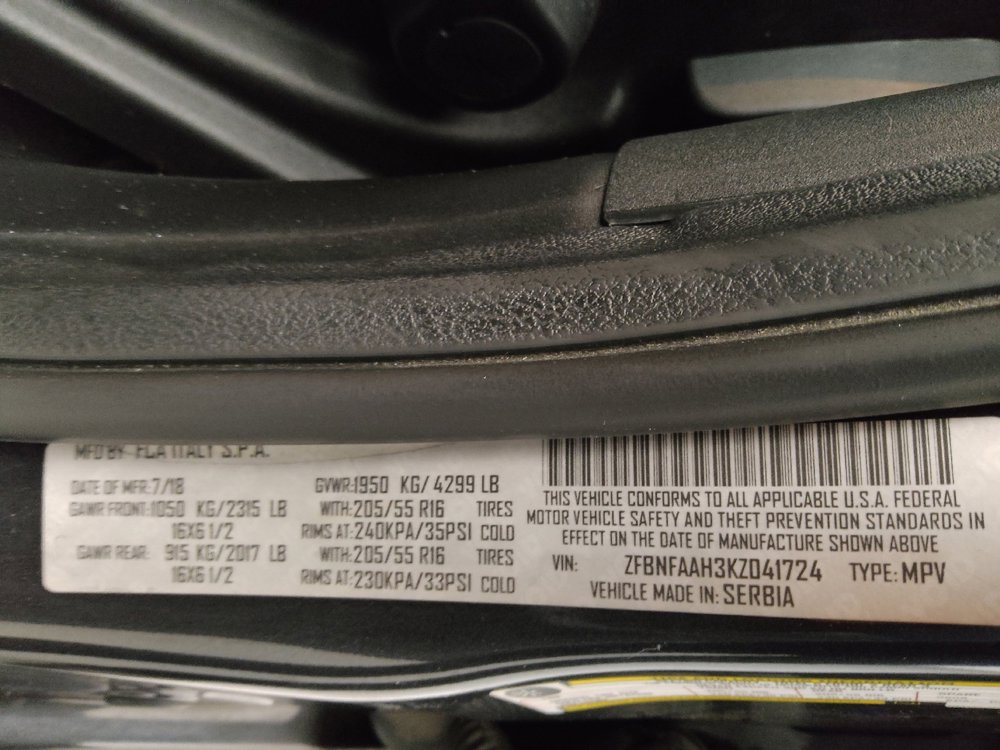 MFD BY FCA ITALY S.P.A.
DATE OF MFR:7/18 GVWR:1950 KG/ 4299 LB
GAWR FRONT:1050 KG/2315 LB WITH:205/55 R16 TIRES
16X6 1/2 RIMS AT:240KPA/35PSI COLD
GAWR REAR: 915 KG/2017 LB WITH:205/55 R16 TIRES
16X6 1/2 RIMS AT:230KPA/33PSI COLD
THIS VEHICLE CONFORMS TO ALL APPLICABLE U.S.A. FEDERAL
MOTOR VEHICLE SAFETY AND THEFT PREVENTION STANDARDS IN
EFFECT ON THE DATE OF MANUFACTURE SHOWN ABOVE
VIN: ZFBNFAAH3KZ041724 TYPE:MPV
VEHICLE MADE IN: SERBIA